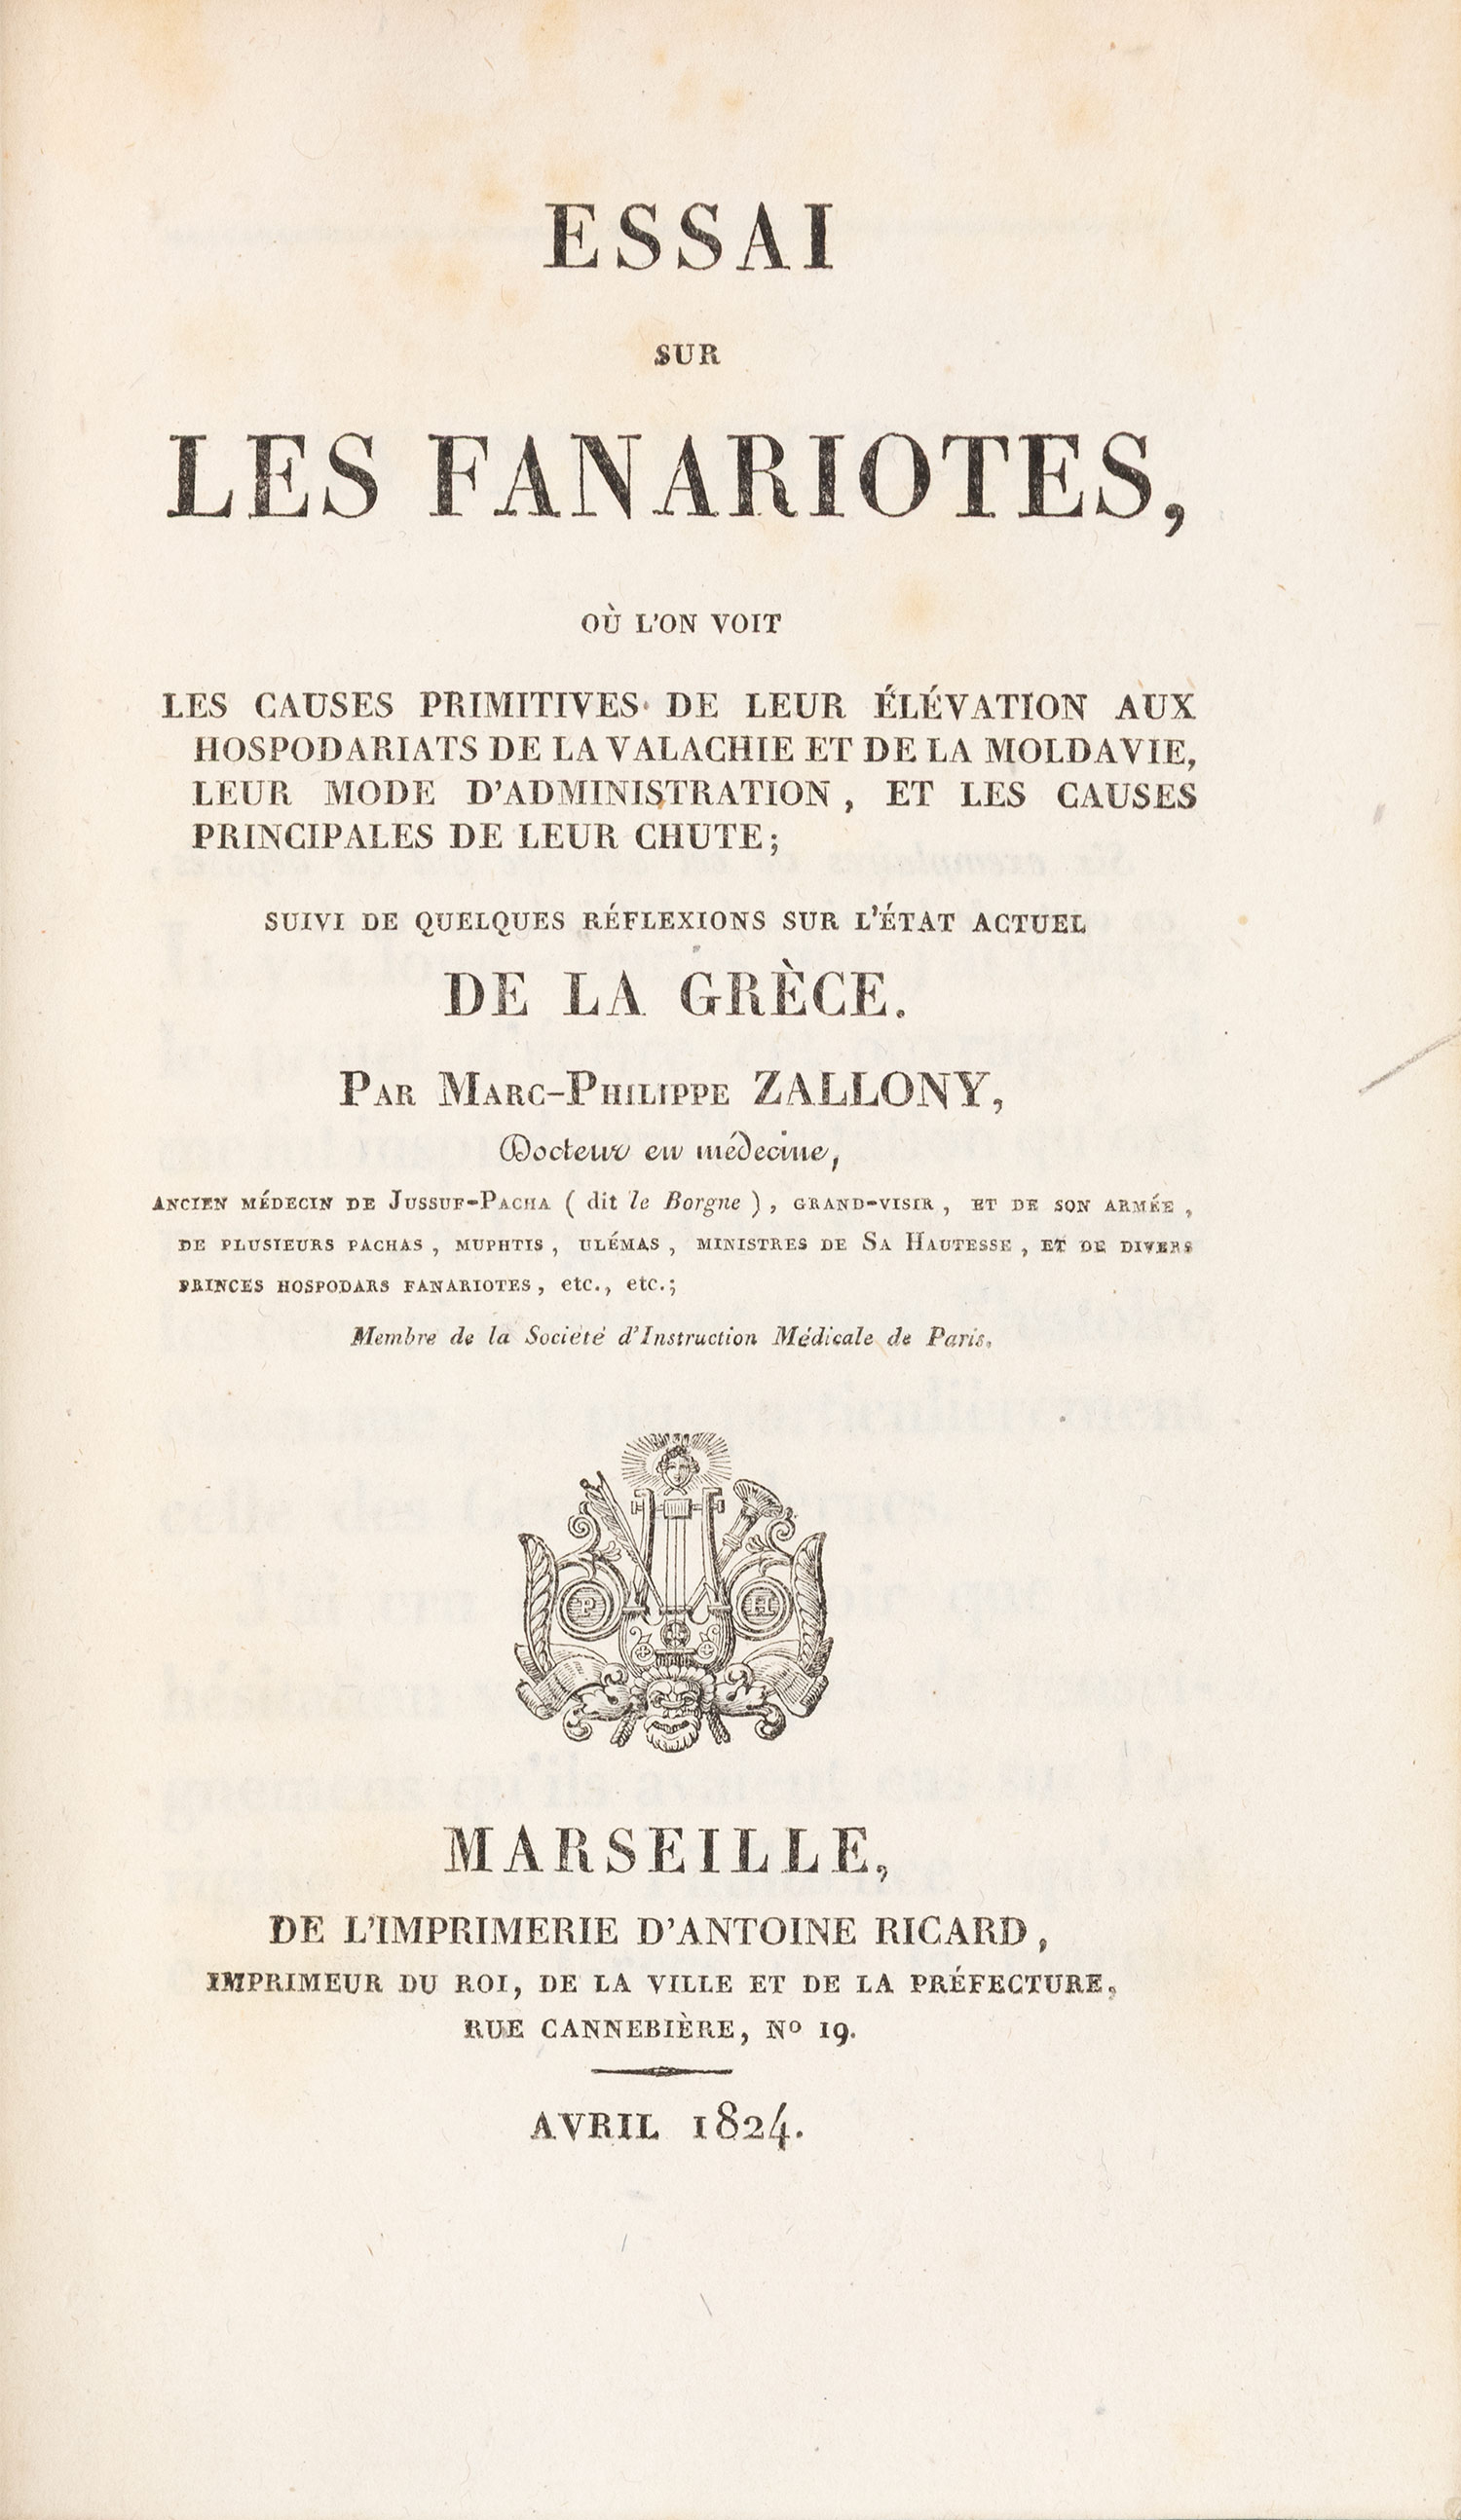 ESSAI
SUR
LES FANARIOTES,
OÙ L'ON VOIT
LES CAUSES PRIMITIVES DE LEUR ÉLÉVATION AUX
HOSPODARIATS DE LA VALACHIE ET DE LA MOLDAVIE,
LEUR MODE D'ADMINISTRATION, ET LES CAUSES
PRINCIPALES DE LEUR CHUTE;
SUIVI DE QUELQUES RÉFLEXIONS SUR L'ÉTAT ACTUEL
DE LA GRÈCE.
PAR MARC-PHILIPPE ZALLONY,
Docteur en médecine,
ANCIEN MÉDECIN DE JUSSUF-PACHA ( dit le Borgne ), GRAND-VISIR, ET DE SON ARMÉE,
DE PLUSIEURS PACHAS, MUPHTIS, ULÉMAS, MINISTRES DE SA HAUTESSE, ET DE DIVERS
PRINCES HOSPODARS FANARIOTES, etc., etc.;
Membre de la Société d'Instruction Médicale de Paris.
P H
MARSEILLE,
DE L'IMPRIMERIE D'ANTOINE RICARD,
IMPRIMEUR DU ROI, DE LA VILLE ET DE LA PRÉFECTURE,
RUE CANNEBIÈRE, Nº 19.
AVRIL 1824.